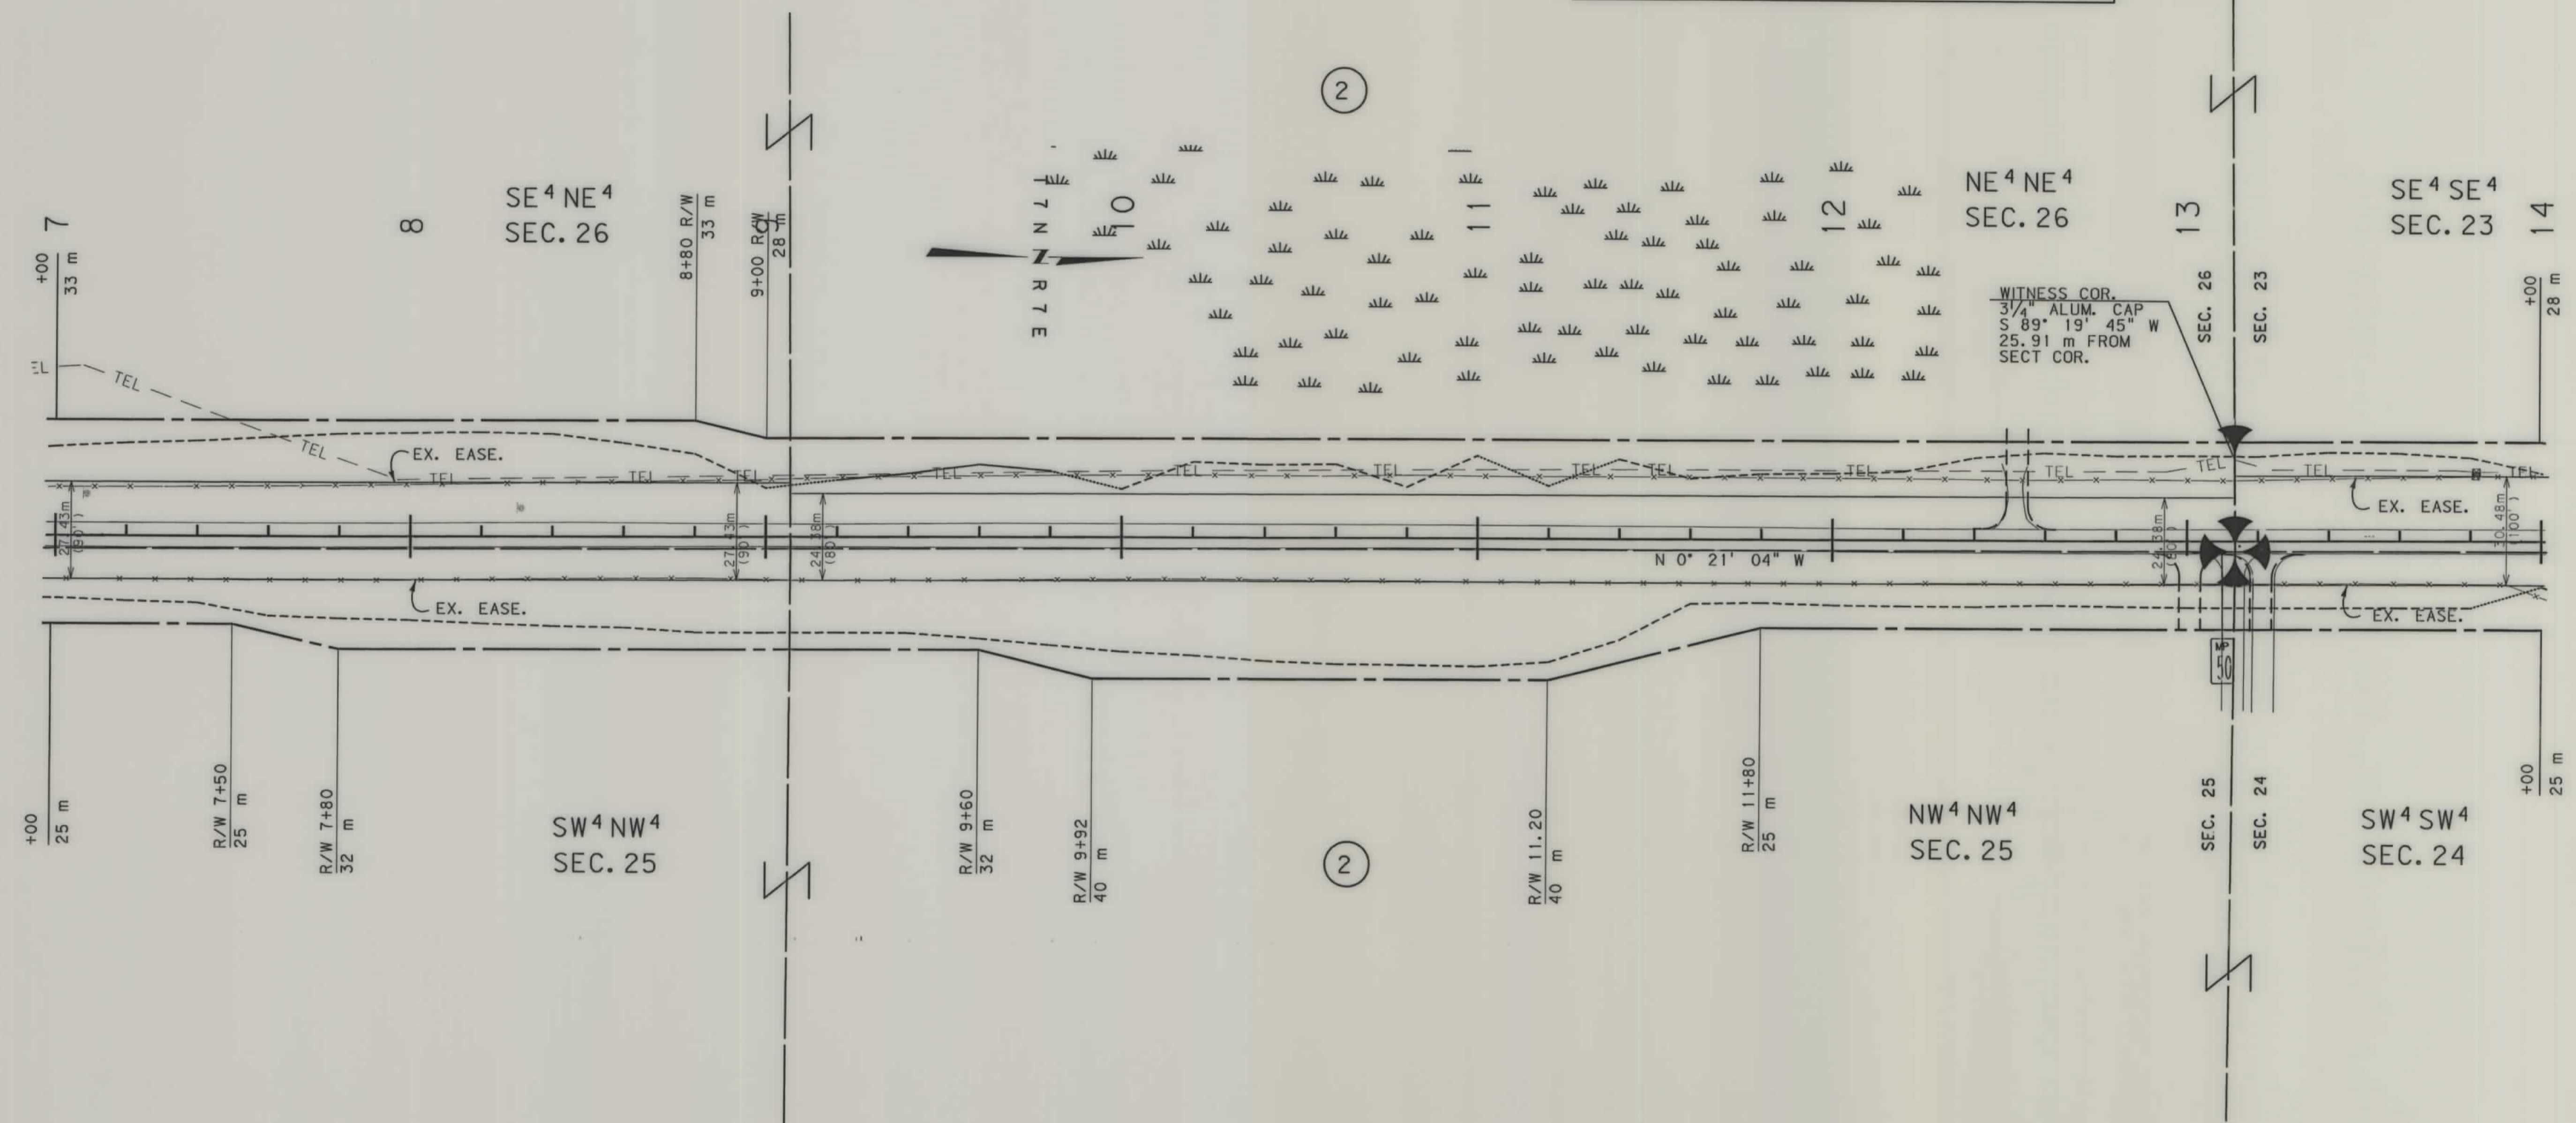 2
7
8
9
10
11
12
13
14
SE⁴ NE⁴
SEC. 26
NE⁴ NE⁴
SEC. 26
SE⁴ SE⁴
SEC. 23
+00
33 m
8+80 R/W
33 m
9+00 R/W
28 m
T 7 N
N
R 7 E
WITNESS COR.
3¼" ALUM. CAP
S 89° 19' 45" W
25.91 m FROM
SECT COR.
SEC. 26
SEC. 23
+00
28 m
TEL
TEL
EX. EASE.
TEL
TEL
TEL
TEL
TEL
TEL
TEL
TEL
TEL
TEL
TEL
TEL
TEL
EX. EASE.
27.43m
(90')
27.43m
(90')
24.38m
(80')
24.38m
(80')
30.48m
(100')
N 0° 21' 04" W
EX. EASE.
EX. EASE.
MP
50
+00
25 m
R/W 7+50
25 m
R/W 7+80
32 m
SW⁴ NW⁴
SEC. 25
R/W 9+60
32 m
R/W 9+92
40 m
2
R/W 11.20
40 m
R/W 11+80
25 m
NW⁴ NW⁴
SEC. 25
SEC. 25
SEC. 24
SW⁴ SW⁴
SEC. 24
+00
25 m